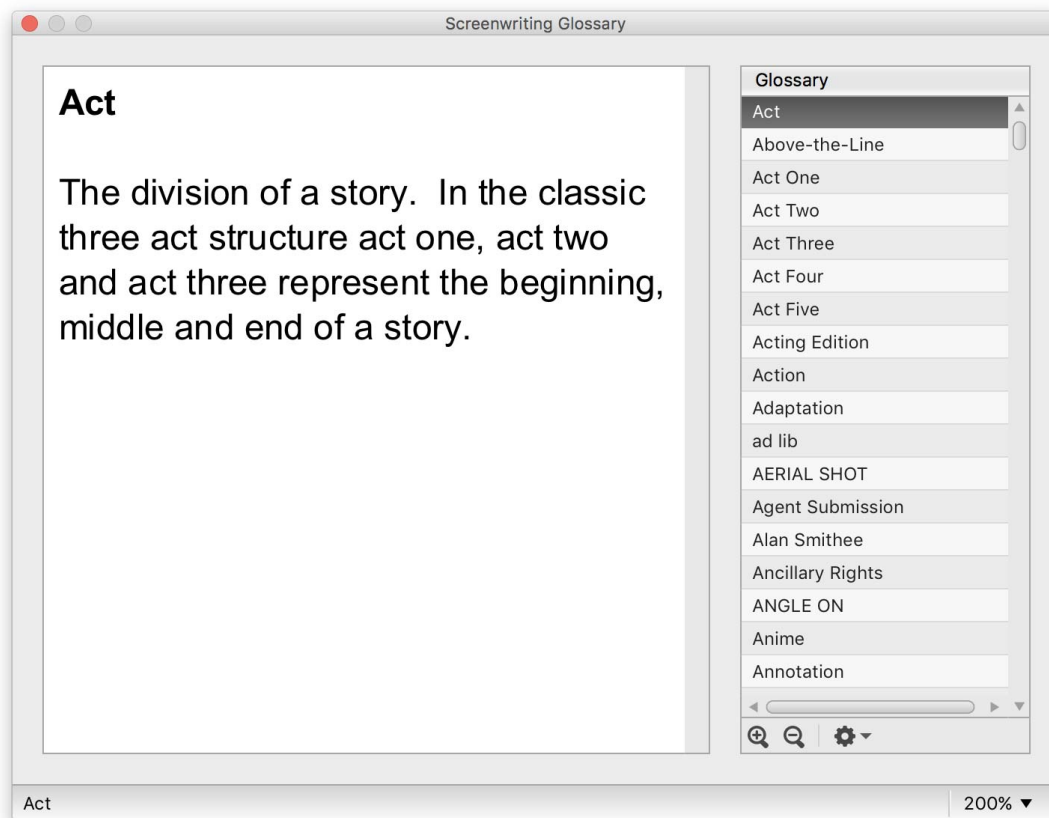 Screenwriting Glossary
Act
The division of a story.  In the classic
three act structure act one, act two
and act three represent the beginning,
middle and end of a story.
Glossary
Act
Above-the-Line
Act One
Act Two
Act Three
Act Four
Act Five
Acting Edition
Action
Adaptation
ad lib
AERIAL SHOT
Agent Submission
Alan Smithee
Ancillary Rights
ANGLE ON
Anime
Annotation
Act
200%